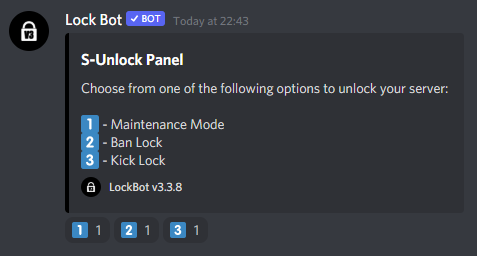 Lock Bot ✓ BOT Today at 22:43
S-Unlock Panel
Choose from one of the following options to unlock your server:
1 - Maintenance Mode
2 - Ban Lock
3 - Kick Lock
LockBot v3.3.8
1 1 2 1 3 1